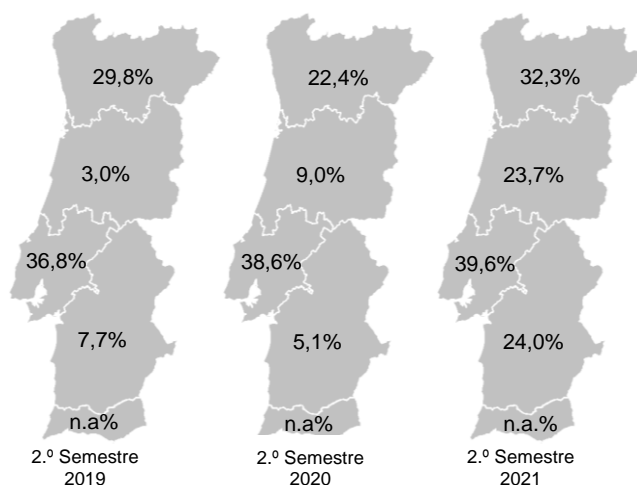 29,8%
3,0%
36,8%
7,7%
n.a%
2.º Semestre
2019
22,4%
9,0%
38,6%
5,1%
n.a%
2.º Semestre
2020
32,3%
23,7%
39,6%
24,0%
n.a.%
2.º Semestre
2021